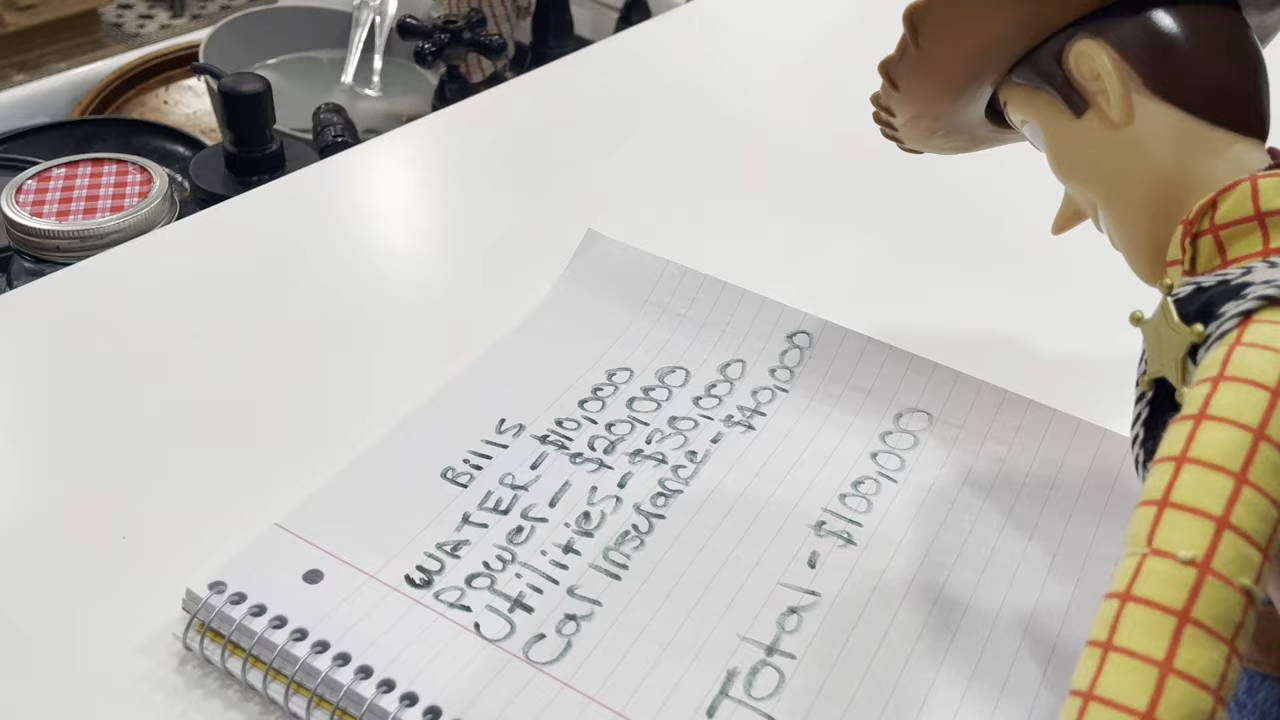 Bills
WATER - $10,000
Power - $20,000
Utilities - $30,000
Car Insurance - $40,000
Total - $100,000